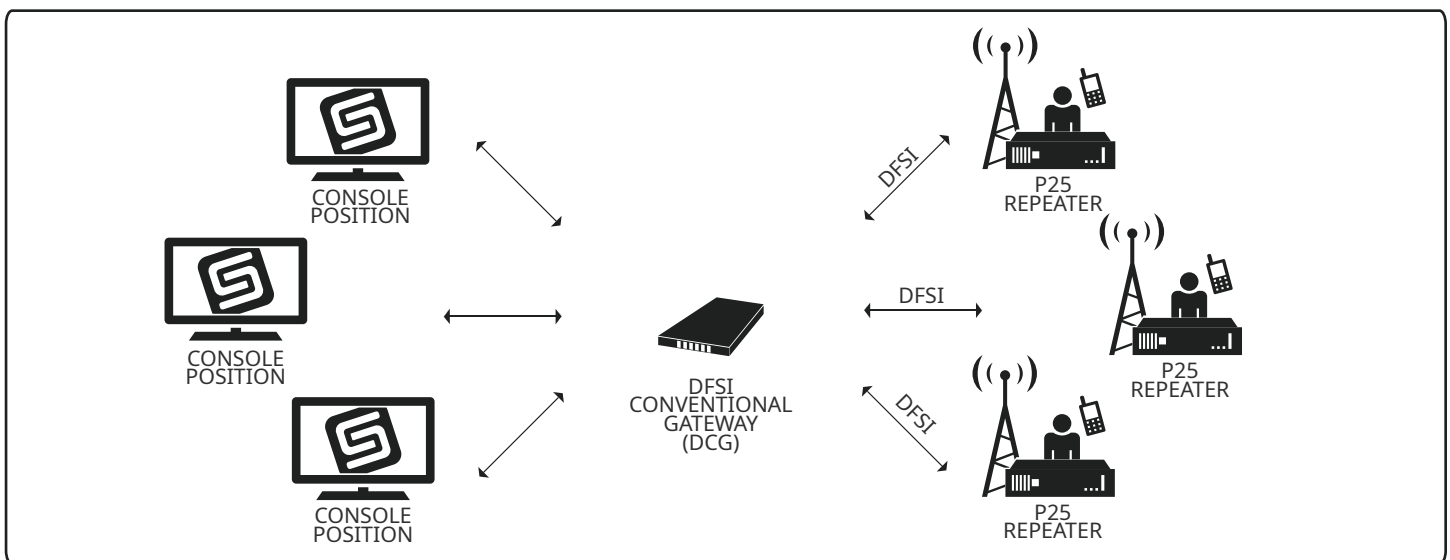 CONSOLE
POSITION
CONSOLE
POSITION
CONSOLE
POSITION
DFSI
CONVENTIONAL
GATEWAY
(DCG)
DFSI
DFSI
DFSI
P25
REPEATER
P25
REPEATER
P25
REPEATER